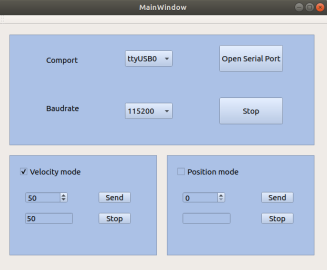 MainWindow
Comport ttyUSB0 Open Serial Port
Baudrate 115200 Stop
Velocity mode
50 Send
50 Stop
Position mode
0 Send
Stop